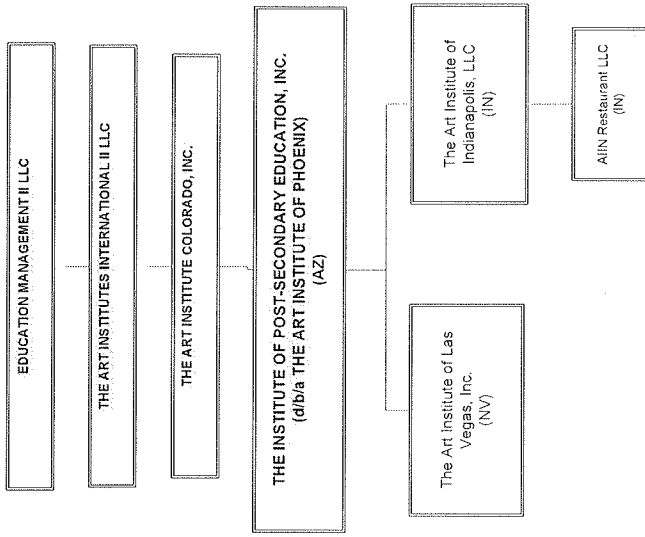 EDUCATION MANAGEMENT II LLC
THE ART INSTITUTES INTERNATIONAL II LLC
THE ART INSTITUTE COLORADO, INC.
THE INSTITUTE OF POST-SECONDARY EDUCATION, INC.
(d/b/a THE ART INSTITUTE OF PHOENIX)
(AZ)
The Art Institute of Las
Vegas, Inc.
(NV)
The Art Institute of
Indianapolis, LLC
(IN)
AIIN Restaurant LLC
(IN)